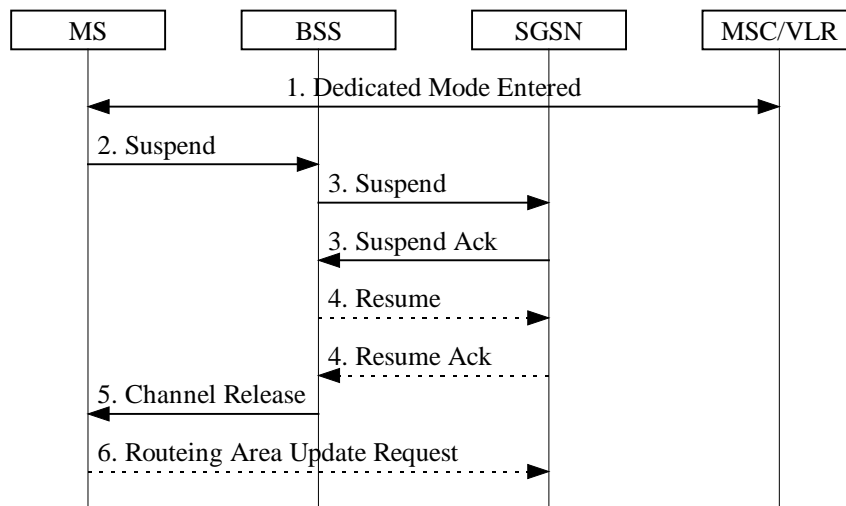 MS BSS SGSN MSC/VLR
1. Dedicated Mode Entered
2. Suspend
3. Suspend
3. Suspend Ack
4. Resume
4. Resume Ack
5. Channel Release
6. Routeing Area Update Request